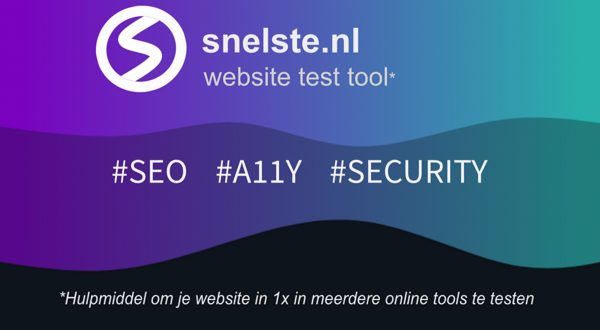 snelste.nl
website test tool*
#SEO #A11Y #SECURITY
*Hulpmiddel om je website in 1x in meerdere online tools te testen